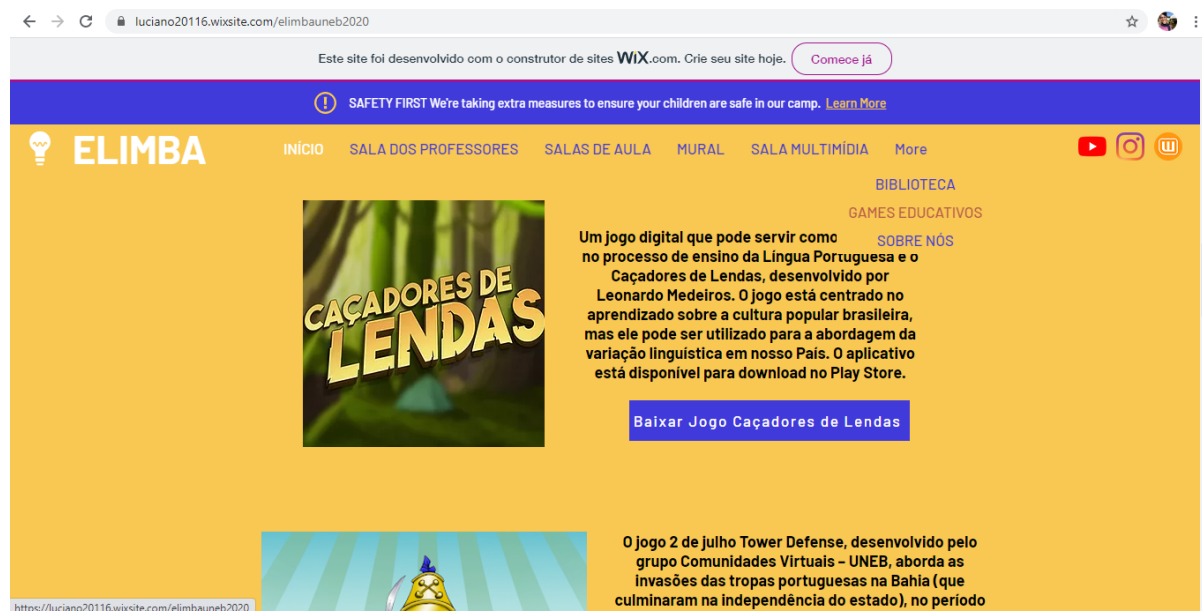 luciano20116.wixsite.com/elimbauneb2020
Este site foi desenvolvido com o construtor de sites WiX.com. Crie seu site hoje. Comece já
SAFETY FIRST We're taking extra measures to ensure your children are safe in our camp. Learn More
ELIMBA INÍCIO SALA DOS PROFESSORES SALAS DE AULA MURAL SALA MULTIMÍDIA More
BIBLIOTECA
GAMES EDUCATIVOS
SOBRE NÓS
CAÇADORES DE
LENDAS
Um jogo digital que pode servir como
no processo de ensino da Língua Portuguesa é o
Caçadores de Lendas, desenvolvido por
Leonardo Medeiros. O jogo está centrado no
aprendizado sobre a cultura popular brasileira,
mas ele pode ser utilizado para a abordagem da
variação linguística em nosso País. O aplicativo
está disponível para download no Play Store.
Baixar Jogo Caçadores de Lendas
O jogo 2 de julho Tower Defense, desenvolvido pelo
grupo Comunidades Virtuais – UNEB, aborda as
invasões das tropas portuguesas na Bahia (que
culminaram na independência do estado), no período
https://luciano20116.wixsite.com/elimbauneb2020